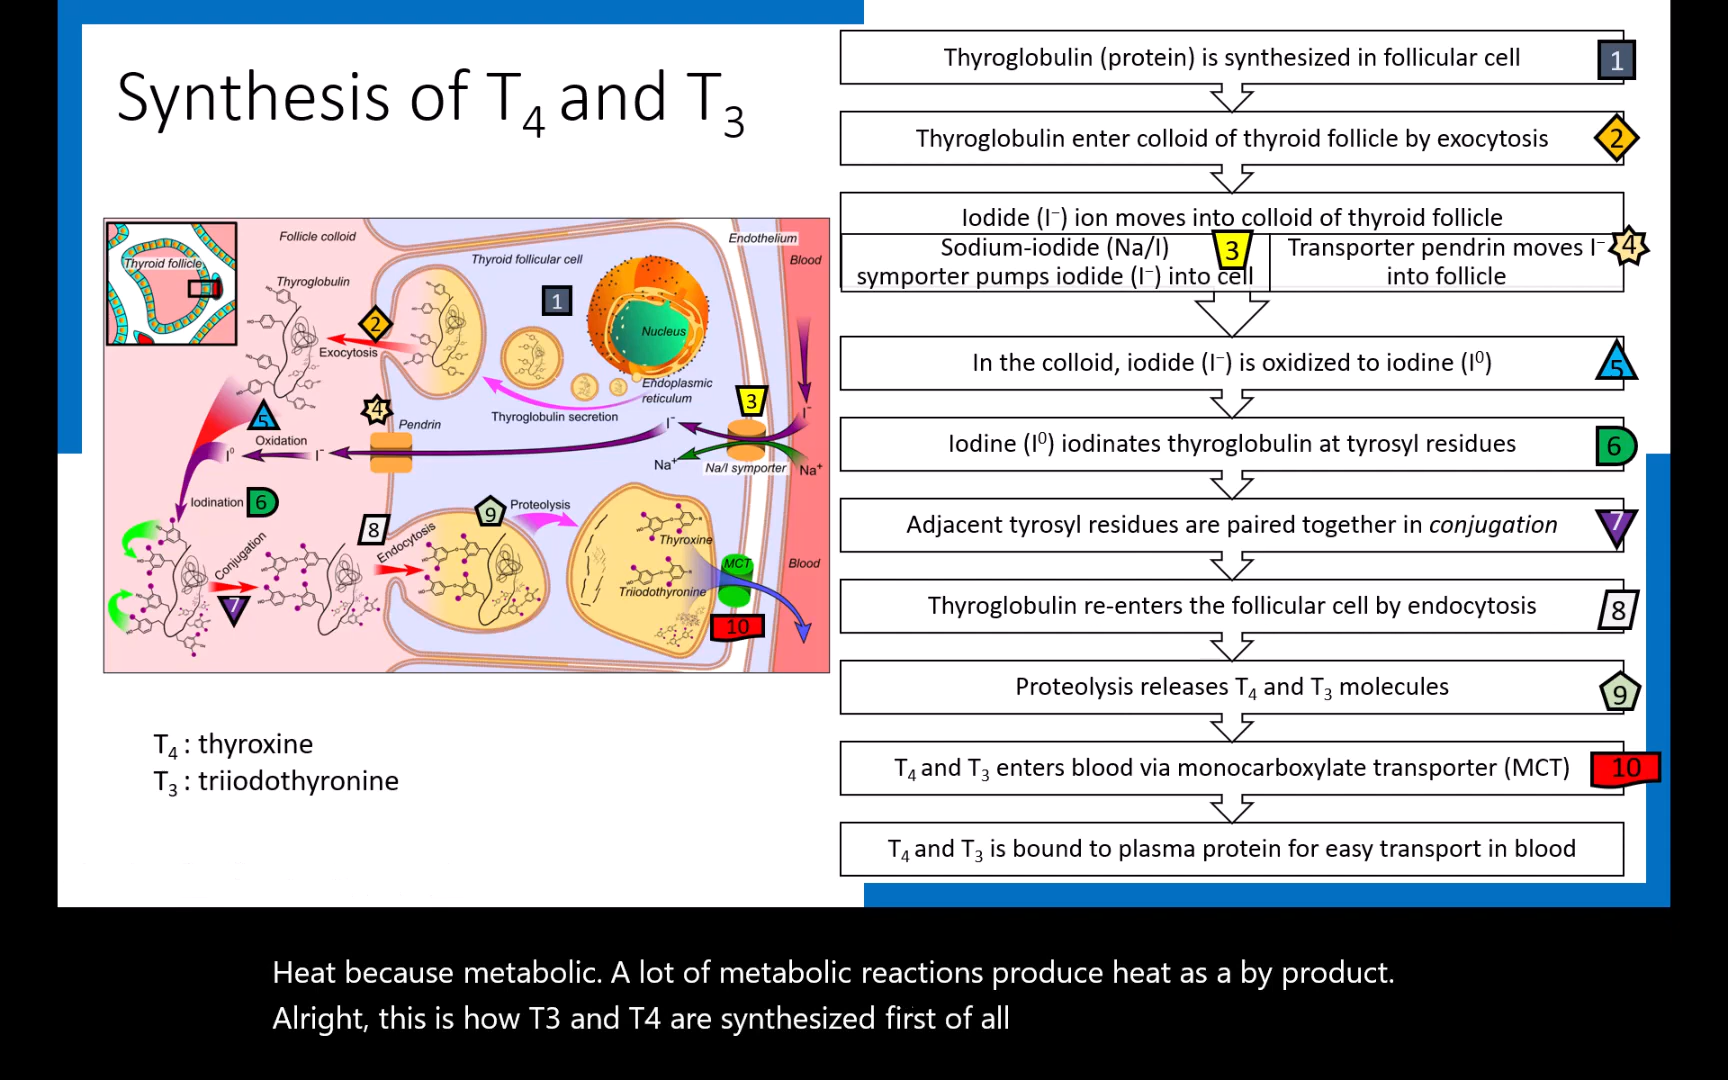 Synthesis of T4 and T3
Thyroid follicle
Follicle colloid
Thyroglobulin
Thyroid follicular cell
Endothelium
Blood
1
Nucleus
2
Exocytosis
Endoplasmic
reticulum
Thyroglobulin secretion
3
4
Pendrin
5
Oxidation
I⁰
I⁻
I⁻
I⁻
Na⁺
Na/I symporter
Na⁺
Iodination
6
Conjugation
7
8
Endocytosis
9
Proteolysis
Thyroxine
Triiodothyronine
MCT
Blood
10
T4 : thyroxine
T3 : triiodothyronine
Thyroglobulin (protein) is synthesized in follicular cell
1
Thyroglobulin enter colloid of thyroid follicle by exocytosis
2
Iodide (I⁻) ion moves into colloid of thyroid follicle
Sodium-iodide (Na/I)
symporter pumps iodide (I⁻) into cell
3
Transporter pendrin moves I⁻
into follicle
4
In the colloid, iodide (I⁻) is oxidized to iodine (I⁰)
5
Iodine (I⁰) iodinates thyroglobulin at tyrosyl residues
6
Adjacent tyrosyl residues are paired together in conjugation
7
Thyroglobulin re-enters the follicular cell by endocytosis
8
Proteolysis releases T4 and T3 molecules
9
T4 and T3 enters blood via monocarboxylate transporter (MCT)
10
T4 and T3 is bound to plasma protein for easy transport in blood
Heat because metabolic. A lot of metabolic reactions produce heat as a by product.
Alright, this is how T3 and T4 are synthesized first of all